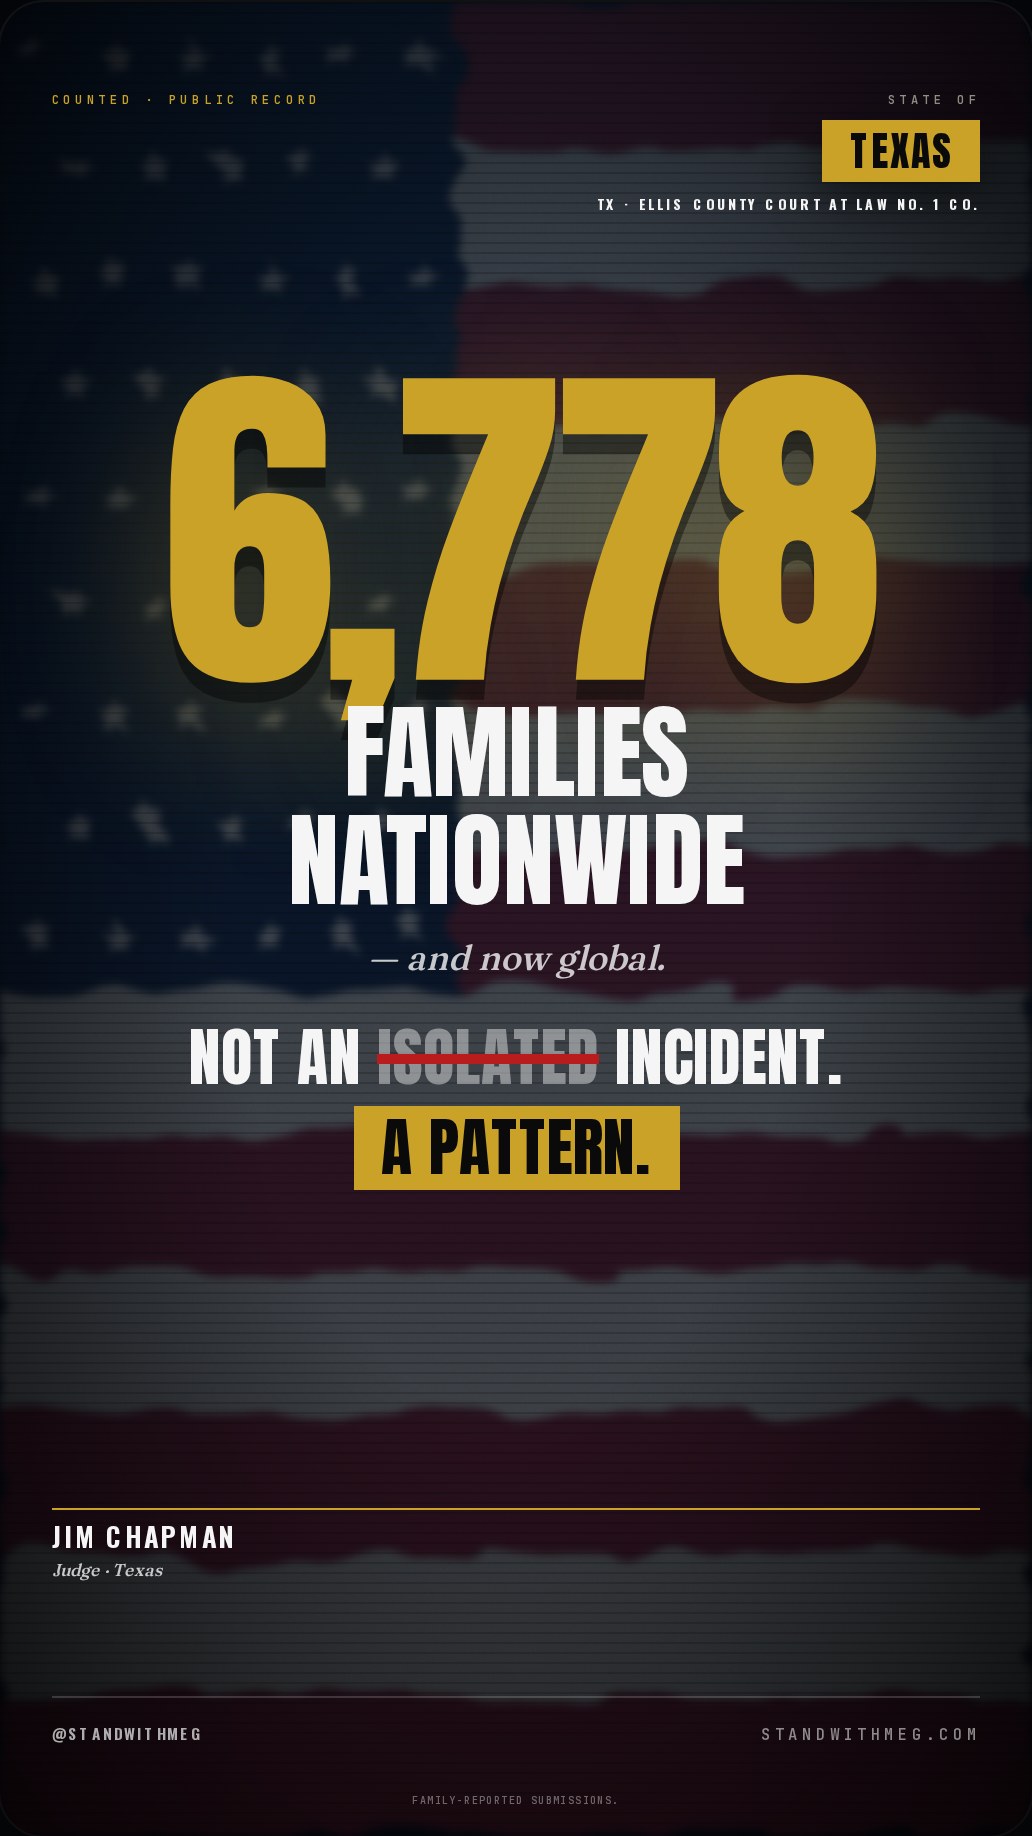 COUNTED · PUBLIC RECORD
STATE OF
TEXAS
TX · ELLIS COUNTY COURT AT LAW NO. 1 CO.
6,778
FAMILIES
NATIONWIDE
— and now global.
NOT AN ISOLATED INCIDENT.
A PATTERN.
JIM CHAPMAN
Judge · Texas
@STANDWITHMEG
STANDWITHMEG.COM
FAMILY-REPORTED SUBMISSIONS.